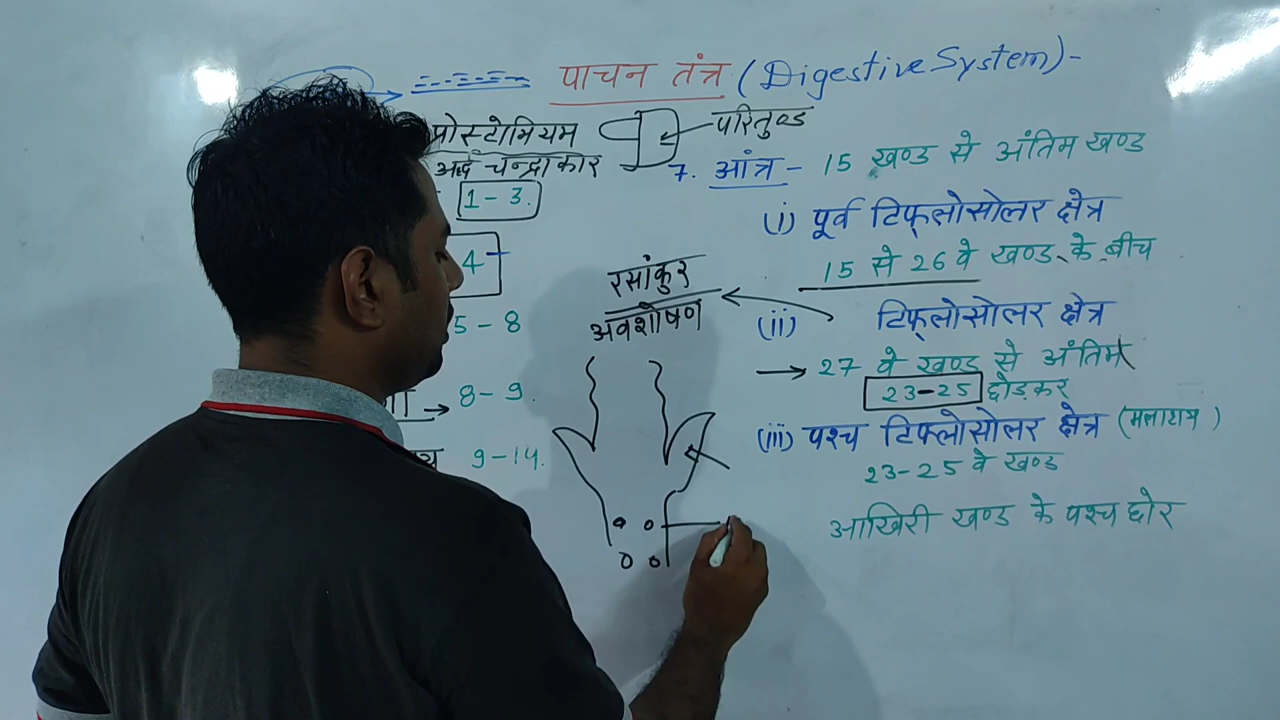 पाचन तंत्र (Digestive System)-
प्रोस्टोमियम
अर्द्ध चन्द्राकार
परितुण्ड
1-3.
4
5-8
8-9.
9-14.
रसांकुर
अवशोषण
7. आंत्र - 15 खण्ड से अंतिम खण्ड
(i) पूर्व टिफ्लोसोलर क्षेत्र
15 से 26 वे खण्ड के बीच
(ii) टिफ्लोसोलर क्षेत्र
→ 27 वे खण्ड से अंतिम
23-25 छोड़कर
(iii) पश्च टिफ्लोसोलर क्षेत्र (मलाशय)
23-25 वे खण्ड
आखिरी खण्ड के पश्च छोर